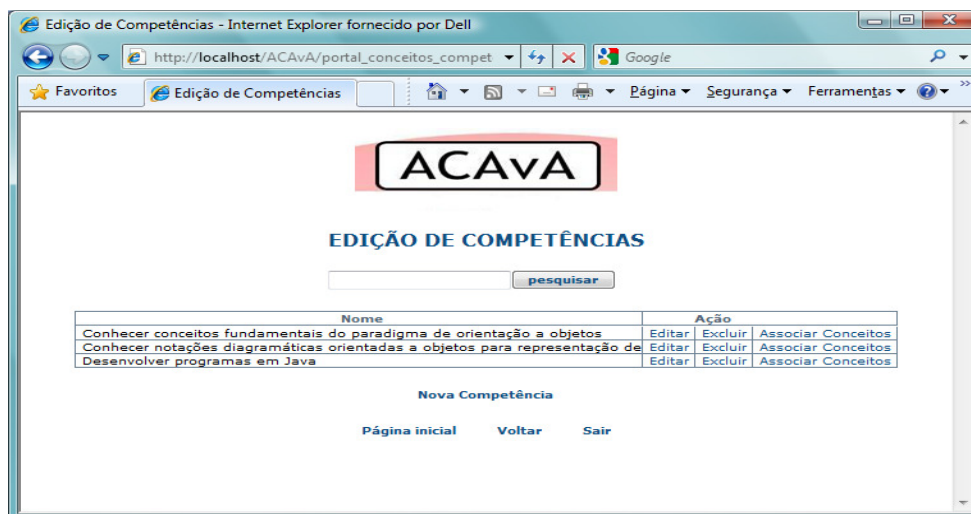 Edição de Competências - Internet Explorer fornecido por Dell
http://localhost/ACAvA/portal_conceitos_compet Google
Favoritos Edição de Competências Página Segurança Ferramentas »
ACAvA
EDIÇÃO DE COMPETÊNCIAS
pesquisar
Nome Ação
Conhecer conceitos fundamentais do paradigma de orientação a objetos Editar Excluir Associar Conceitos
Conhecer notações diagramáticas orientadas a objetos para representação de Editar Excluir Associar Conceitos
Desenvolver programas em Java Editar Excluir Associar Conceitos
Nova Competência
Página inicial Voltar Sair